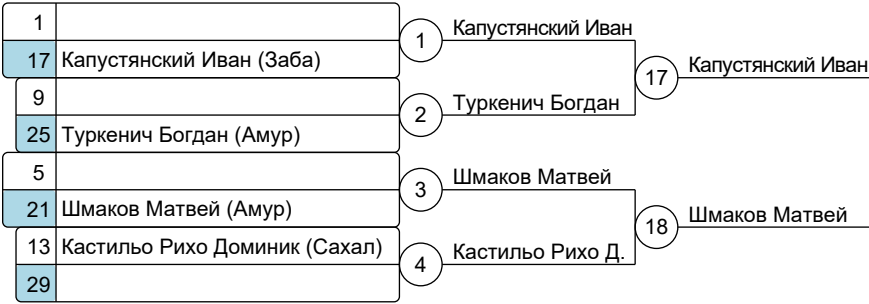 1
17 Капустянский Иван (Заба)
1
Капустянский Иван
9
25 Туркенич Богдан (Амур)
2
Туркенич Богдан
17
Капустянский Иван
5
21 Шмаков Матвей (Амур)
3
Шмаков Матвей
13 Кастильо Рихо Доминик (Сахал)
29
4
Кастильо Рихо Д.
18
Шмаков Матвей